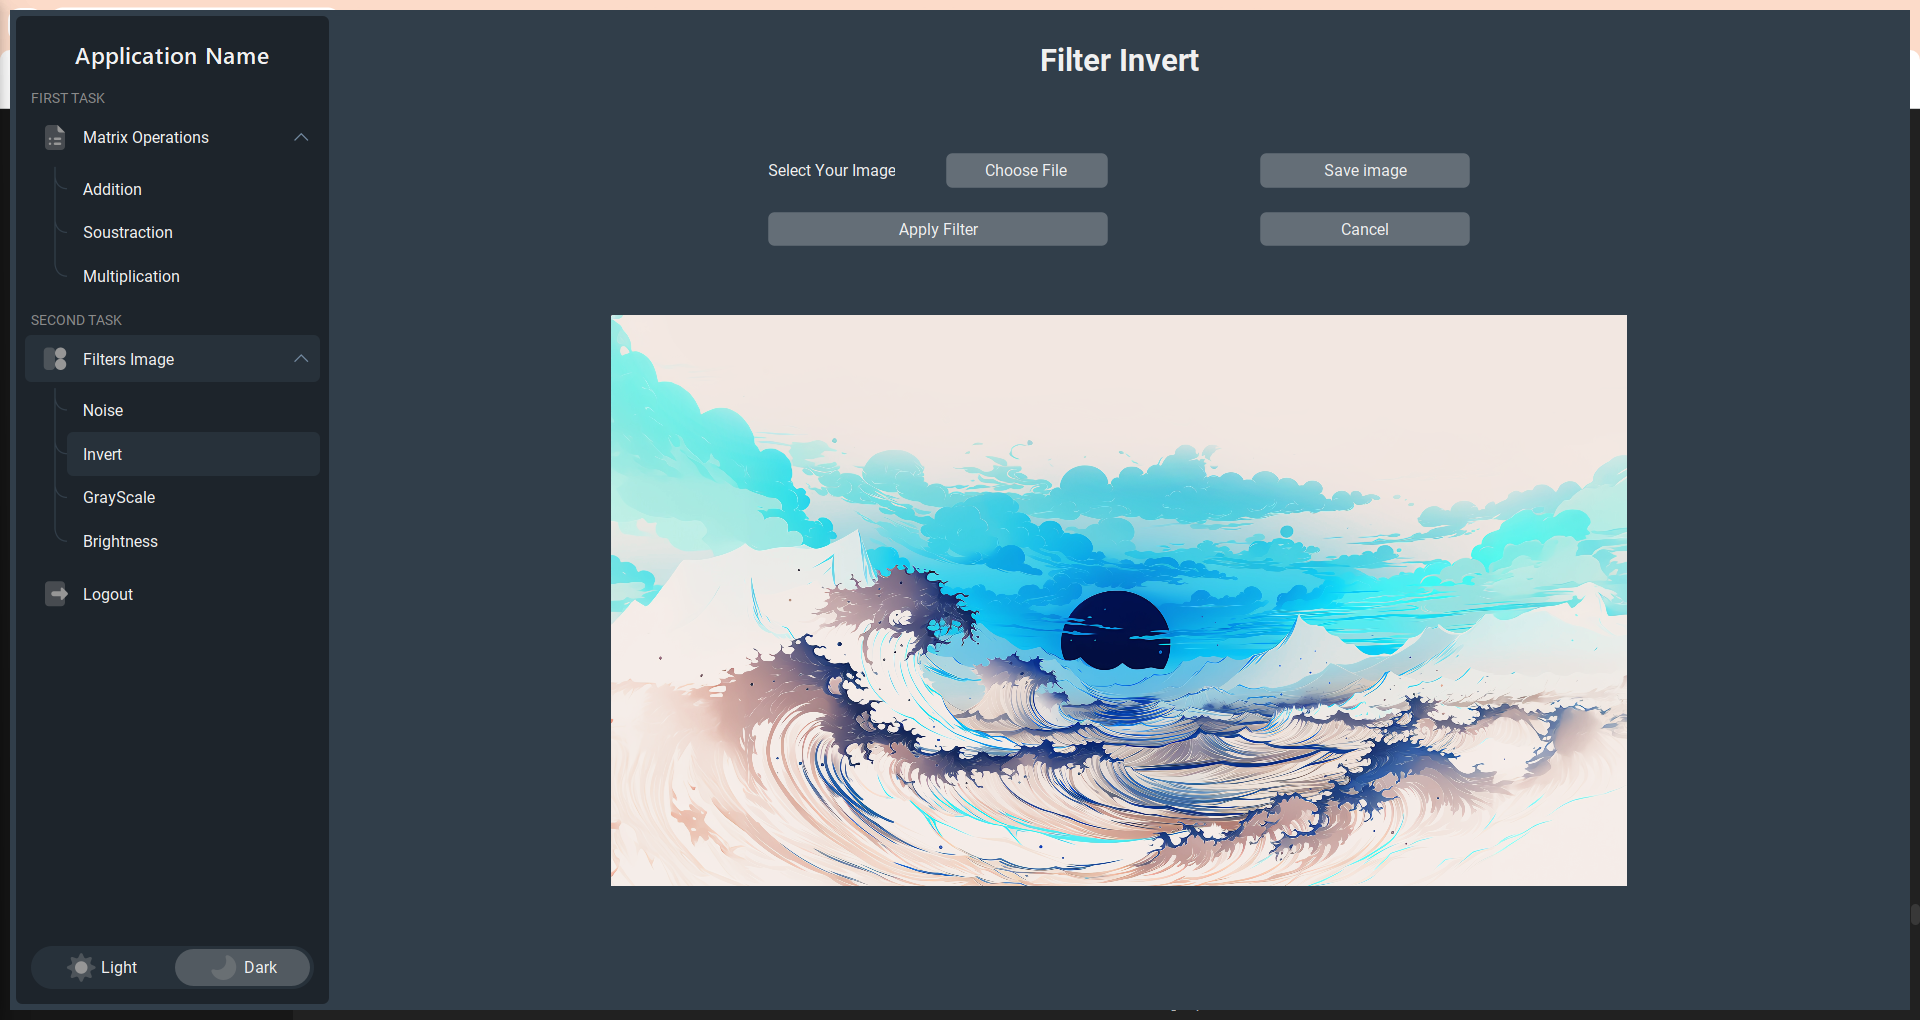 Application Name
FIRST TASK
Matrix Operations
Addition
Soustraction
Multiplication
SECOND TASK
Filters Image
Noise
Invert
GrayScale
Brightness
Logout
Light
Dark
Filter Invert
Select Your Image
Choose File
Save image
Apply Filter
Cancel